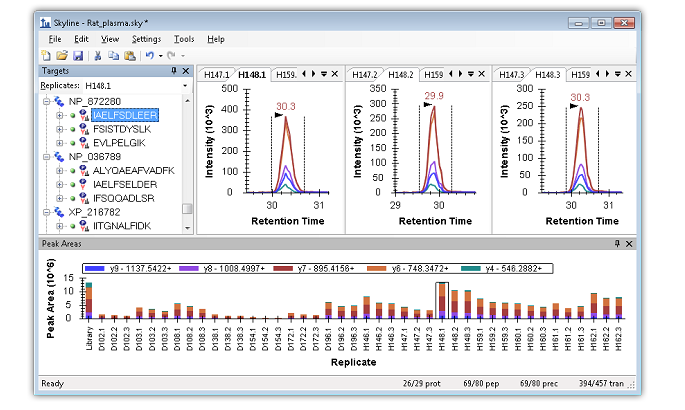 Skyline - Rat_plasma.sky *
File Edit View Settings Tools Help
Targets
Replicates: H148.1
NP_872280
IAELFSDLEER
FSISTDYSLK
EVLPELGIK
NP_036789
ALYQAEAFVADFK
IAELFSELDER
IFSQQADLSR
XP_216782
IITGNALFIDK
H147.1 H148.1 H159.
500
400
300
200
100
0
30.3
Intensity (10^3)
30 31
Retention Time
H147.2 H148.2 H159
350
300
250
200
150
100
50
0
29.9
Intensity (10^3)
29 30
Retention Time
H147.3 H148.3 H159
400
300
200
100
0
30.3
Intensity (10^3)
30 31
Retention Time
Peak Areas
y9 - 1137.5422+ y8 - 1008.4997+ y7 - 895.4156+ y6 - 748.3472+ y4 - 546.2882+
Peak Area (10^6)
15
10
5
0
Library D102.1 D102.2 D102.3 D103.1 D103.2 D103.3 D108.1 D108.2 D108.3 D138.1 D138.2 D138.3 D154.1 D154.2 D154.3 D172.1 D172.2 D172.3 D196.1 D196.2 D196.3 H146.1 H146.2 H146.3 H147.1 H147.2 H147.3 H148.1 H148.2 H148.3 H159.1 H159.2 H159.3 H160.1 H160.2 H160.3 H161.1 H161.2 H161.3 H162.1 H162.2 H162.3
Replicate
Ready 26/29 prot 69/80 pep 69/80 prec 394/457 tran